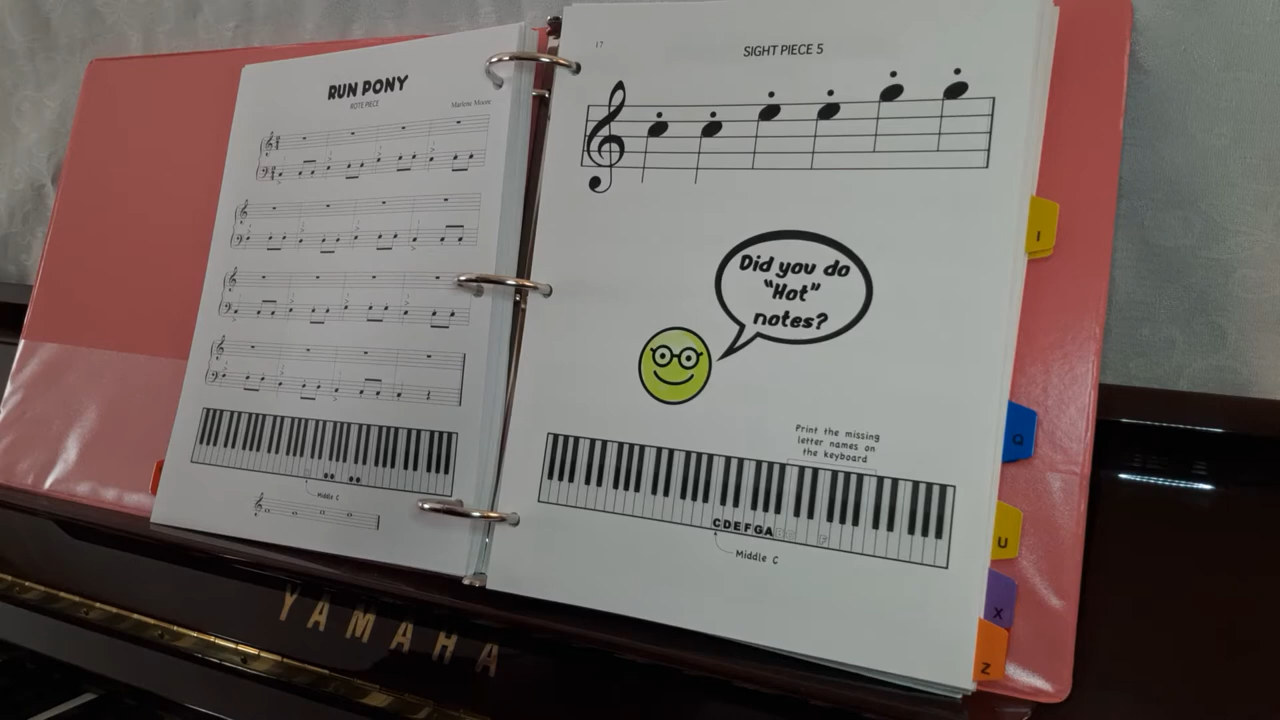 RUN PONY
ROTE PIECE
Marlene Moore
Middle C
17
SIGHT PIECE 5
Did you do
"Hot"
notes?
Print the missing
letter names on
the keyboard
CDEFGA
F
Middle C
I
Q
U
X
Z
YAMAHA